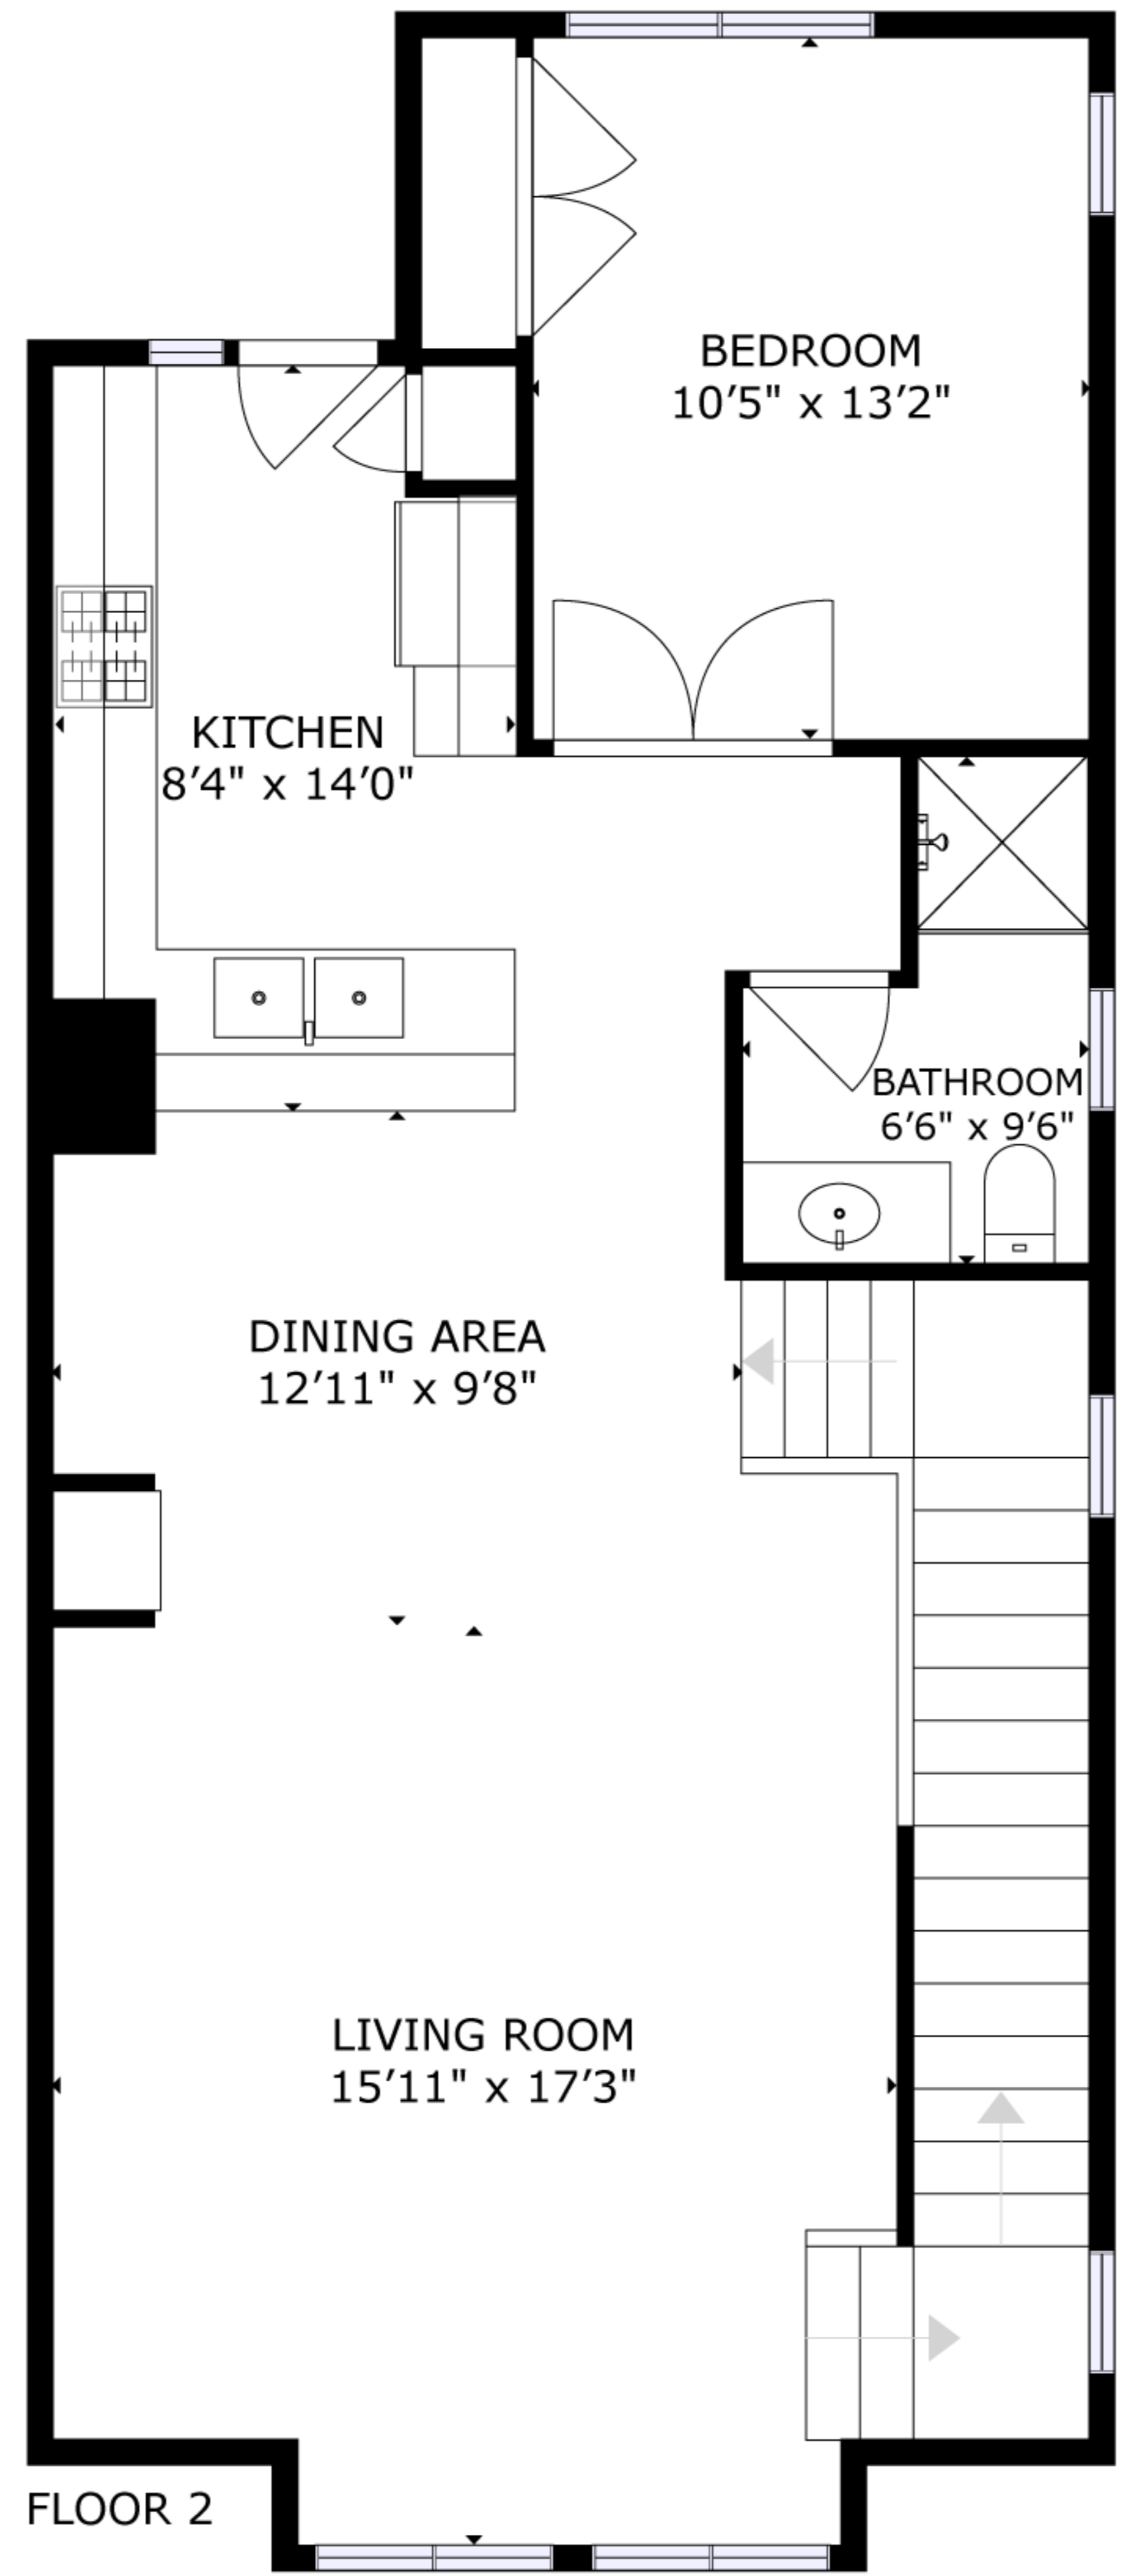 BEDROOM
10'5" x 13'2"
KITCHEN
8'4" x 14'0"
BATHROOM
6'6" x 9'6"
DINING AREA
12'11" x 9'8"
LIVING ROOM
15'11" x 17'3"
FLOOR 2